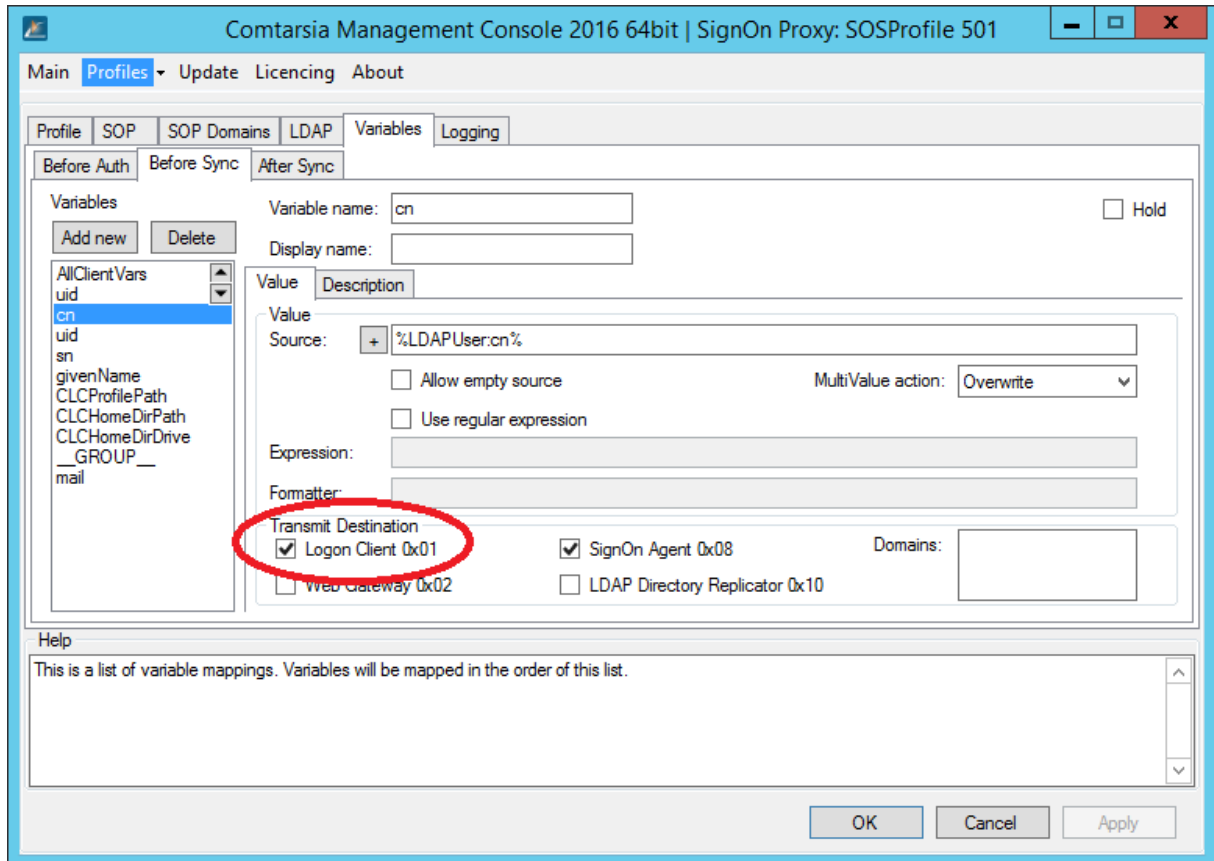 Comtarsia Management Console 2016 64bit | SignOn Proxy: SOSProfile 501
Main Profiles Update Licencing About
Profile SOP SOP Domains LDAP Variables Logging
Before Auth Before Sync After Sync
Variables
Add new Delete
AllClientVars
uid
cn
uid
sn
givenName
CLCProfilePath
CLCHomeDirPath
CLCHomeDirDrive
__GROUP__
mail
Variable name: cn
Hold
Display name:
Value Description
Value
Source: + %LDAPUser:cn%
Allow empty source MultiValue action: Overwrite
Use regular expression
Expression:
Formatter:
Transmit Destination
Logon Client 0x01 SignOn Agent 0x08 Domains:
Web Gateway 0x02 LDAP Directory Replicator 0x10
Help
This is a list of variable mappings. Variables will be mapped in the order of this list.
OK Cancel Apply